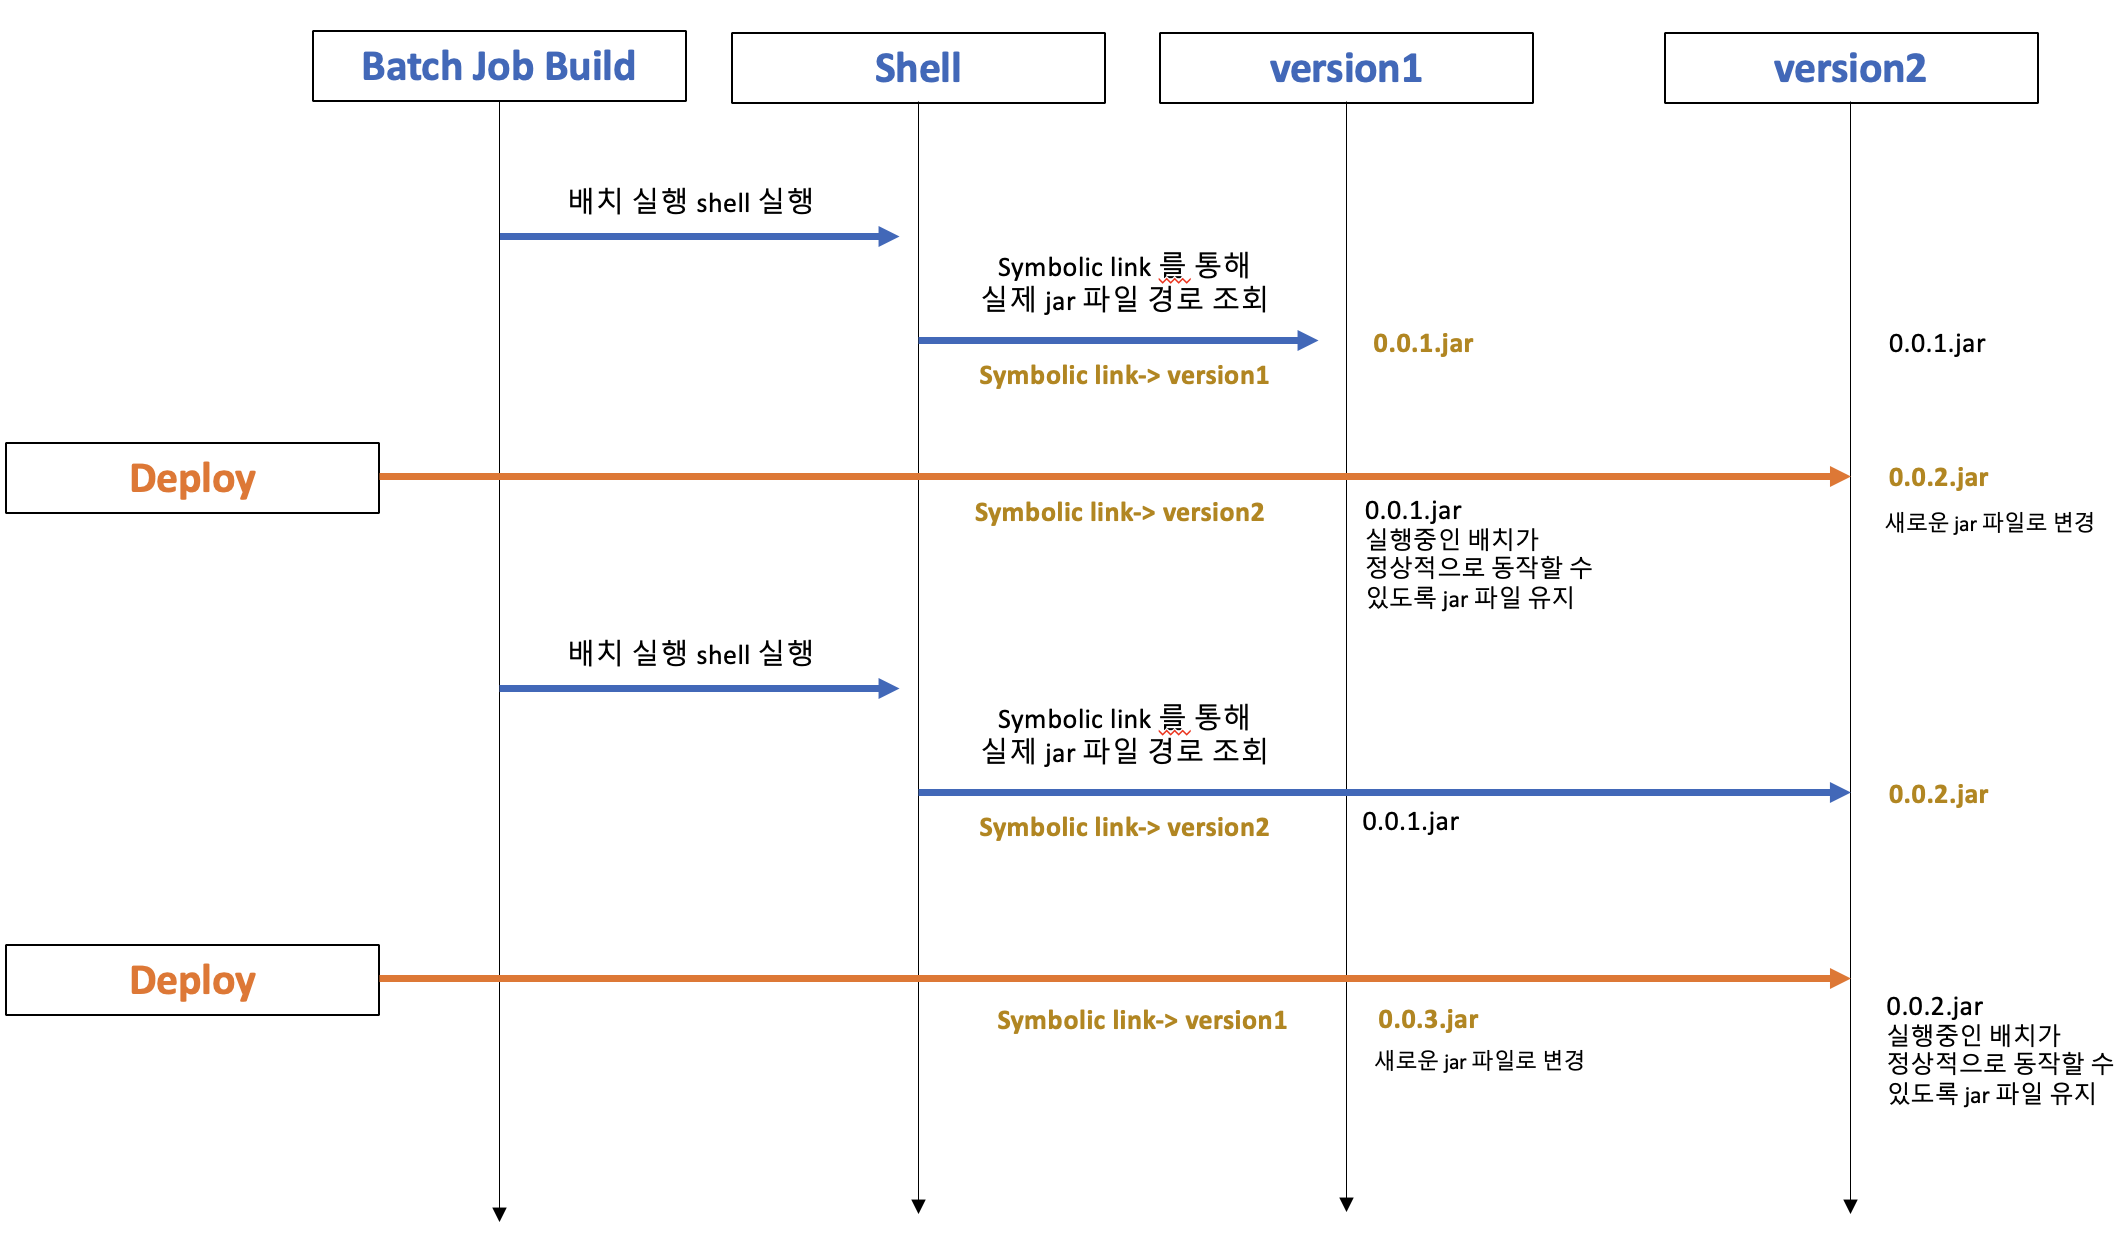 Batch Job Build
Shell
version1
version2
배치 실행 shell 실행
Symbolic link 를 통해
실제 jar 파일 경로 조회
Symbolic link-> version1
0.0.1.jar
0.0.1.jar
Deploy
Symbolic link-> version2
0.0.1.jar
실행중인 배치가
정상적으로 동작할 수
있도록 jar 파일 유지
0.0.2.jar
새로운 jar 파일로 변경
배치 실행 shell 실행
Symbolic link 를 통해
실제 jar 파일 경로 조회
Symbolic link-> version2
0.0.1.jar
0.0.2.jar
Deploy
Symbolic link-> version1
0.0.3.jar
새로운 jar 파일로 변경
0.0.2.jar
실행중인 배치가
정상적으로 동작할 수
있도록 jar 파일 유지